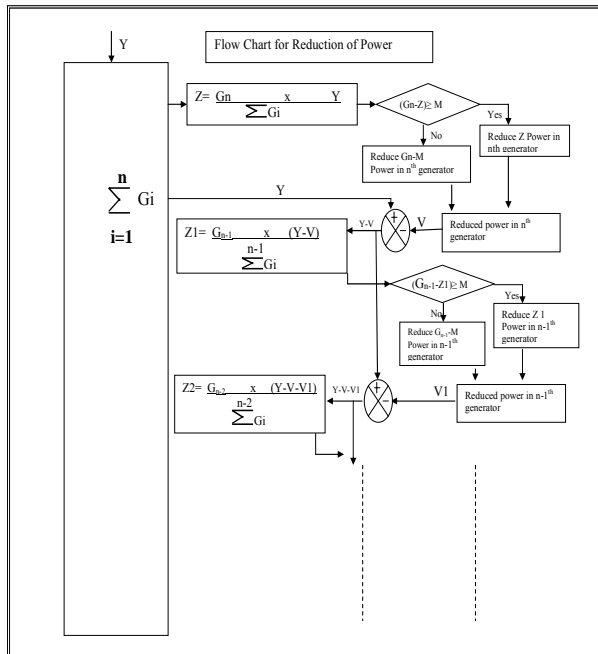 Y
Flow Chart for Reduction of Power
Z= Gn x Y
∑Gi
(Gn-Z)≥ M
Yes
No
Reduce Z Power in
nth generator
Reduce Gn-M
Power in nth generator
n
∑ Gi
i=1
Y
+
-
V
Y-V
Reduced power in nth
generator
Z1= Gn-1 x (Y-V)
n-1
∑Gi
(Gn-1-Z1)≥ M
Yes
No
Reduce Z 1
Power in n-1th
generator
Reduce Gn-1-M
Power in n-1th
generator
Z2= Gn-2 x (Y-V-V1)
n-2
∑Gi
Y-V-V1
+
-
V1
Reduced power in n-1th
generator